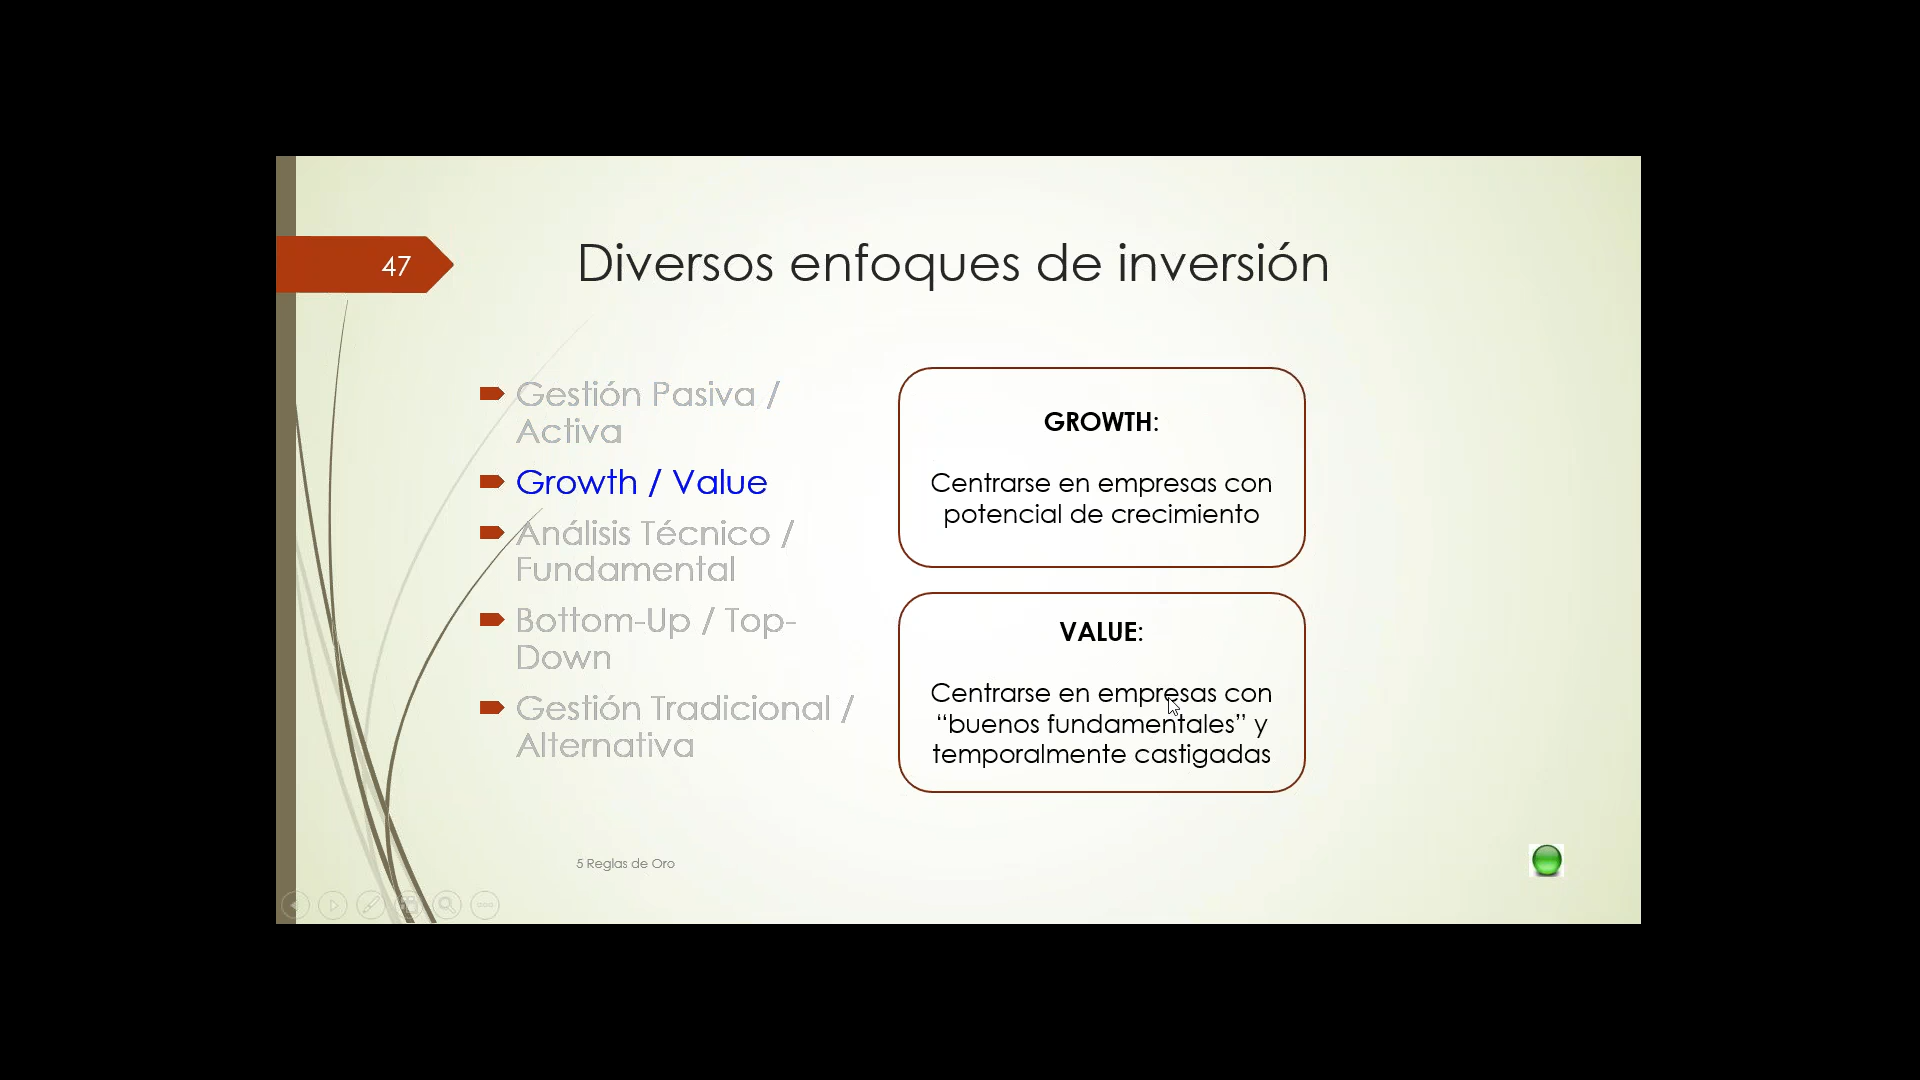 47
Diversos enfoques de inversión
Gestión Pasiva /
Activa
Growth / Value
Análisis Técnico /
Fundamental
Bottom-Up / Top-
Down
Gestión Tradicional /
Alternativa
GROWTH:
Centrarse en empresas con
potencial de crecimiento
VALUE:
Centrarse en empresas con
“buenos fundamentales” y
temporalmente castigadas
5 Reglas de Oro